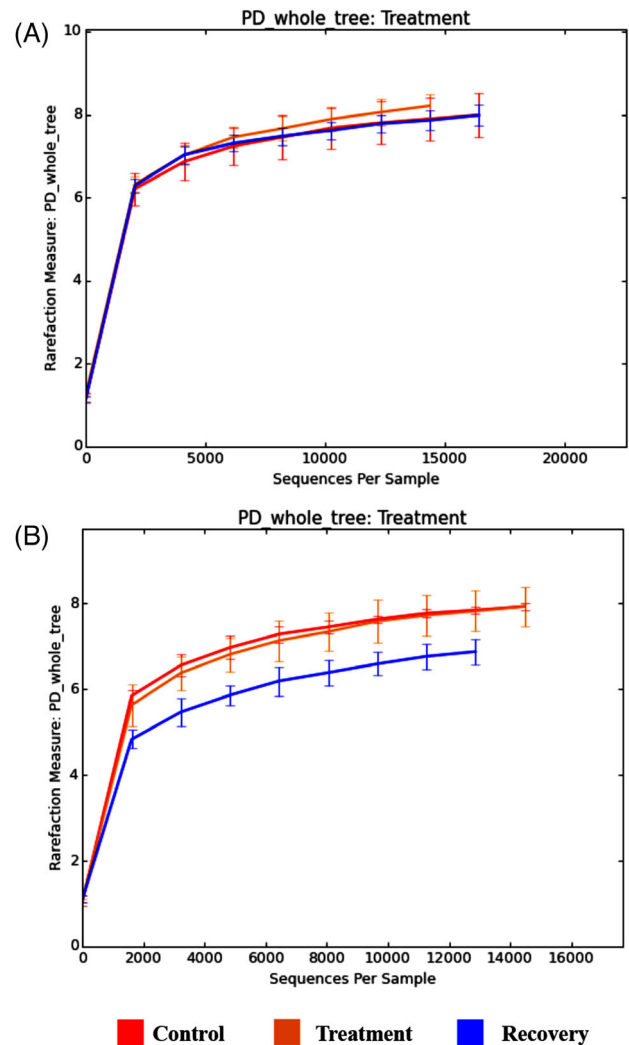 (A)
PD_whole_tree: Treatment
Rarefaction Measure: PD_whole_tree
10
8
6
4
2
0
0 5000 10000 15000 20000
Sequences Per Sample
(B)
PD_whole_tree: Treatment
Rarefaction Measure: PD_whole_tree
8
6
4
2
0
0 2000 4000 6000 8000 10000 12000 14000 16000
Sequences Per Sample
Control Treatment Recovery